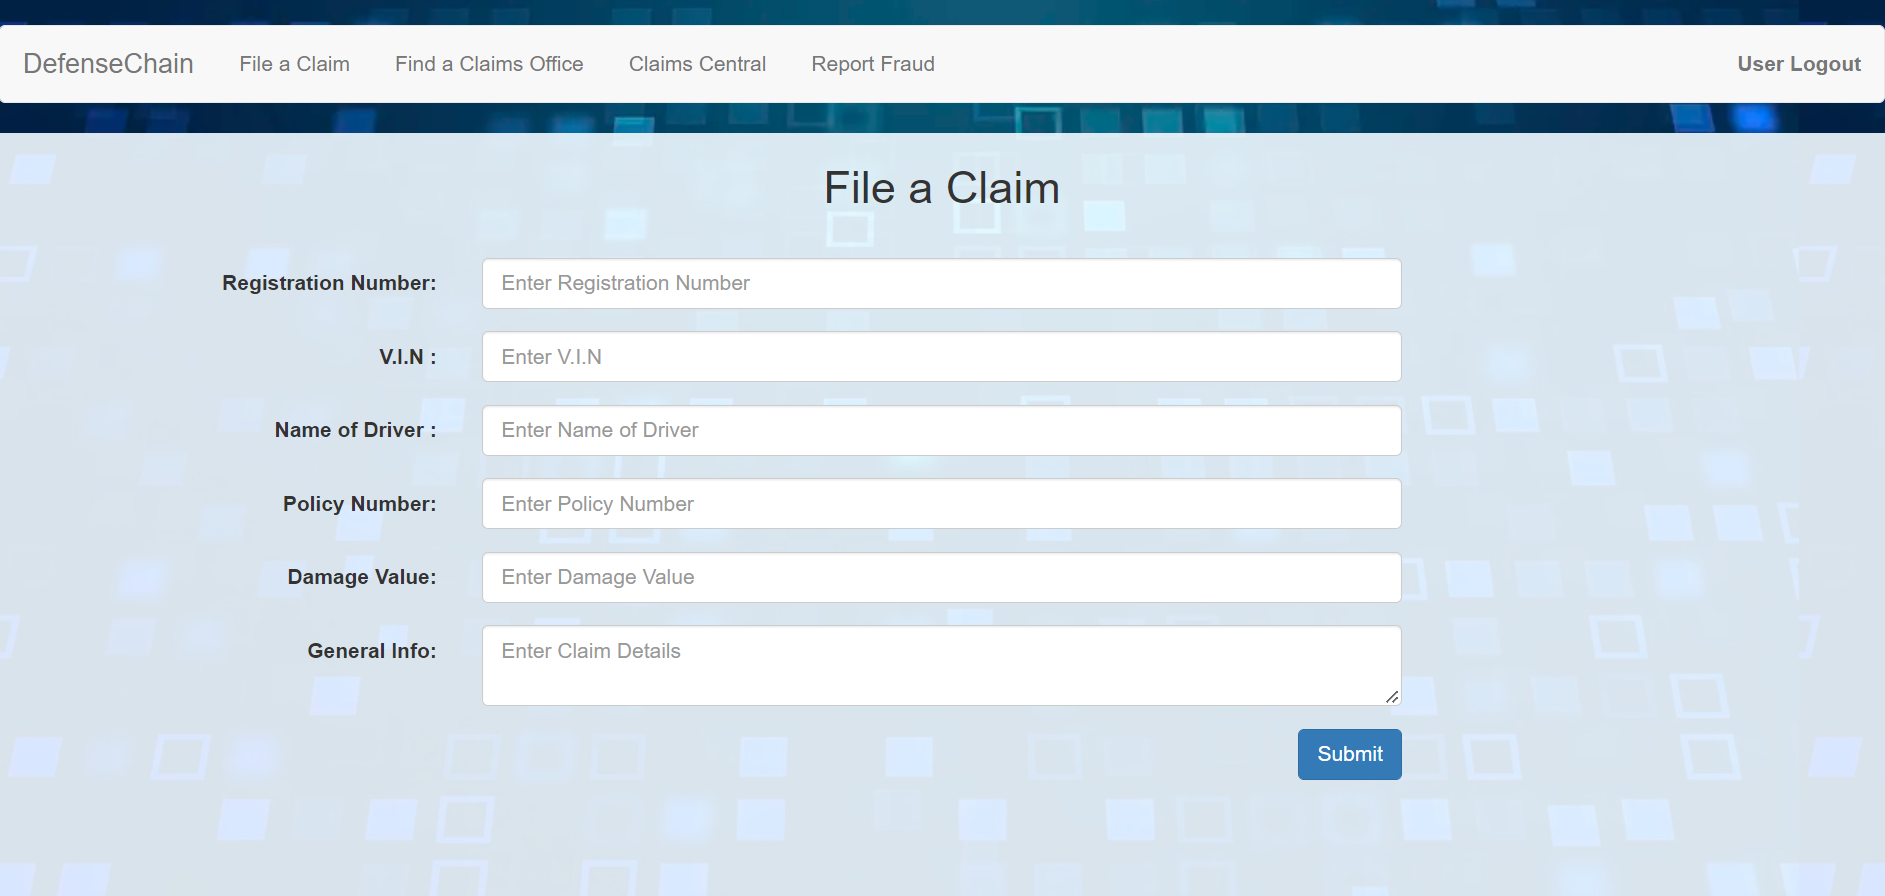 DefenseChain File a Claim Find a Claims Office Claims Central Report Fraud User Logout
File a Claim
Registration Number: Enter Registration Number
V.I.N : Enter V.I.N
Name of Driver : Enter Name of Driver
Policy Number: Enter Policy Number
Damage Value: Enter Damage Value
General Info: Enter Claim Details
Submit